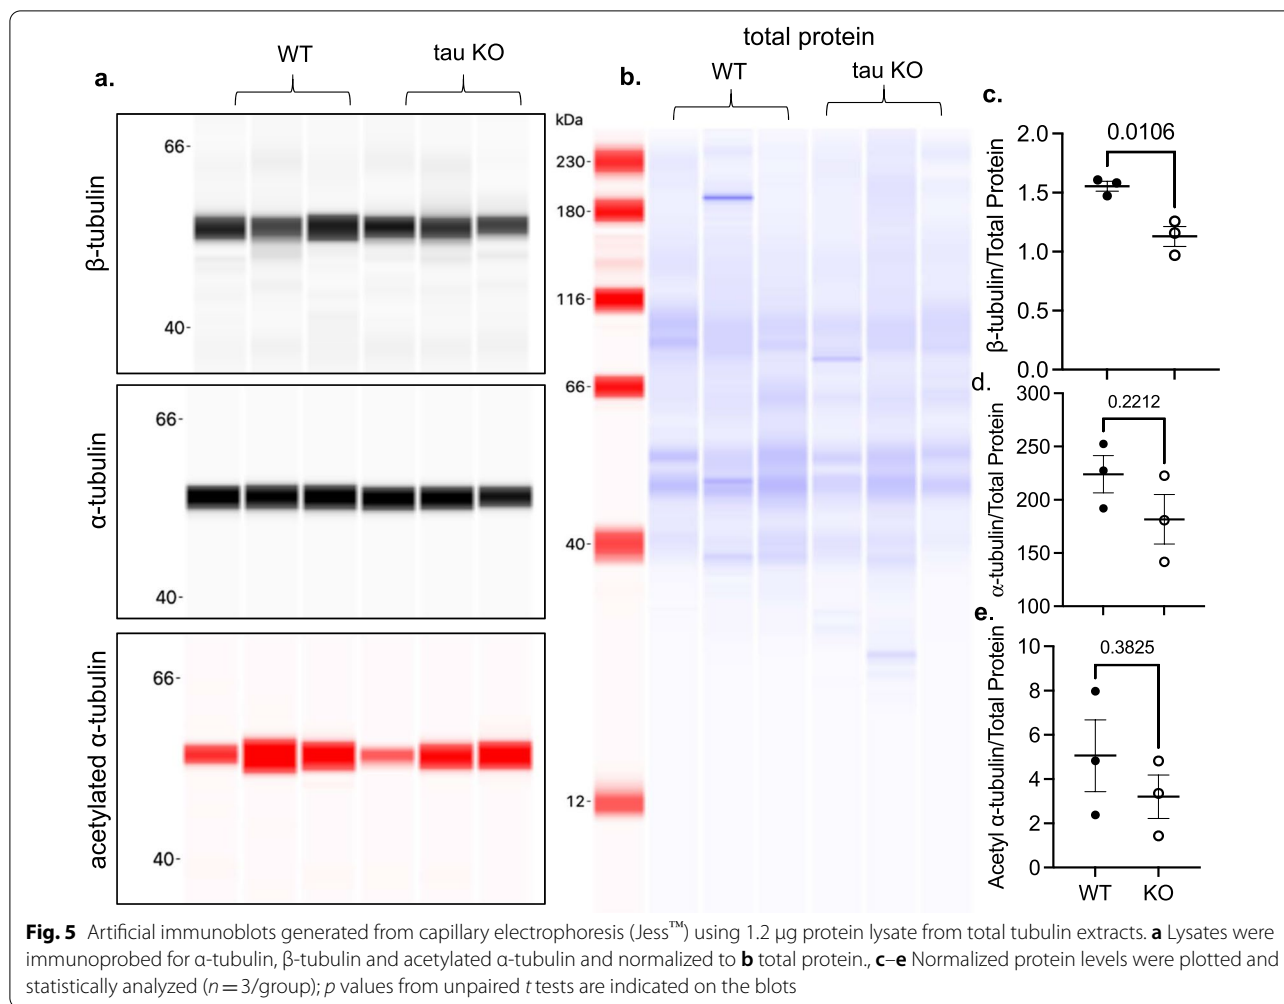 a.
WT
tau KO
β-tubulin
66-
40-
α-tubulin
66-
40-
acetylated α-tubulin
66-
40-
total protein
b.
WT
tau KO
kDa
230-
180-
116-
66-
40-
12-
c.
β-tubulin/Total Protein
0.0106
2.0
1.5
1.0
0.5
0.0
d.
α-tubulin/Total Protein
0.2212
300
250
200
150
100
e.
Acetyl α-tubulin/Total Protein
0.3825
10
8
6
4
2
0
WT KO
Fig. 5 Artificial immunoblots generated from capillary electrophoresis (Jess™) using 1.2 µg protein lysate from total tubulin extracts. a Lysates were
immunoprobed for α-tubulin, β-tubulin and acetylated α-tubulin and normalized to b total protein., c–e Normalized protein levels were plotted and
statistically analyzed (n = 3/group); p values from unpaired t tests are indicated on the blots